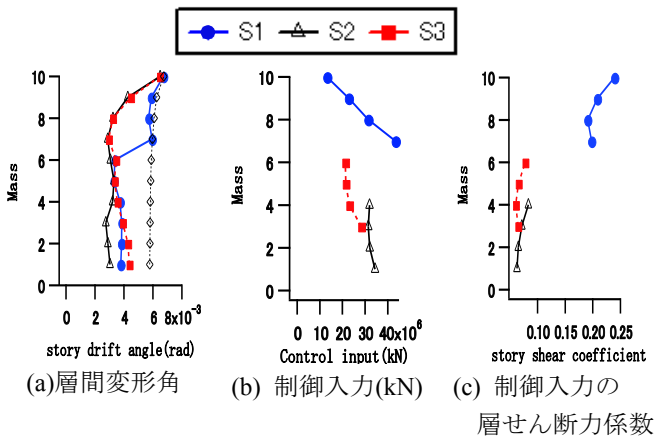 S1 S2 S3
10
8
6
4
2
0
Mass
0 2 4 6 8x10⁻³
story drift angle(rad)
(a)層間変形角
10
8
6
4
2
0
Mass
0 10 20 30 40x10⁶
Control input(kN)
(b) 制御入力(kN)
10
8
6
4
2
0
Mass
0.10 0.15 0.20 0.25
story shear coefficient
(c) 制御入力の
層せん断力係数